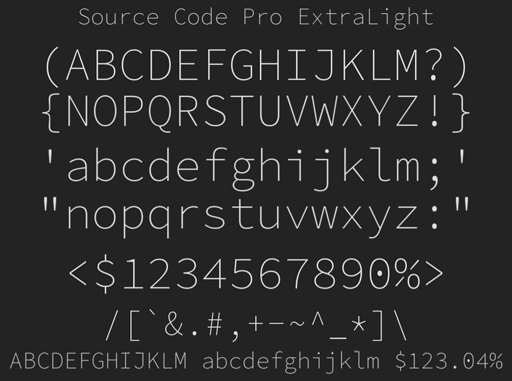 Source Code Pro ExtraLight
(ABCDEFGHIJKLM?)
{NOPQRSTUVWXYZ!}
'abcdefghijklm;'
"nopqrstuvwxyz:"
<$1234567890%>
/[`&.#,+−~^_*]\
ABCDEFGHIJKLM abcdefghijklm $123.04%